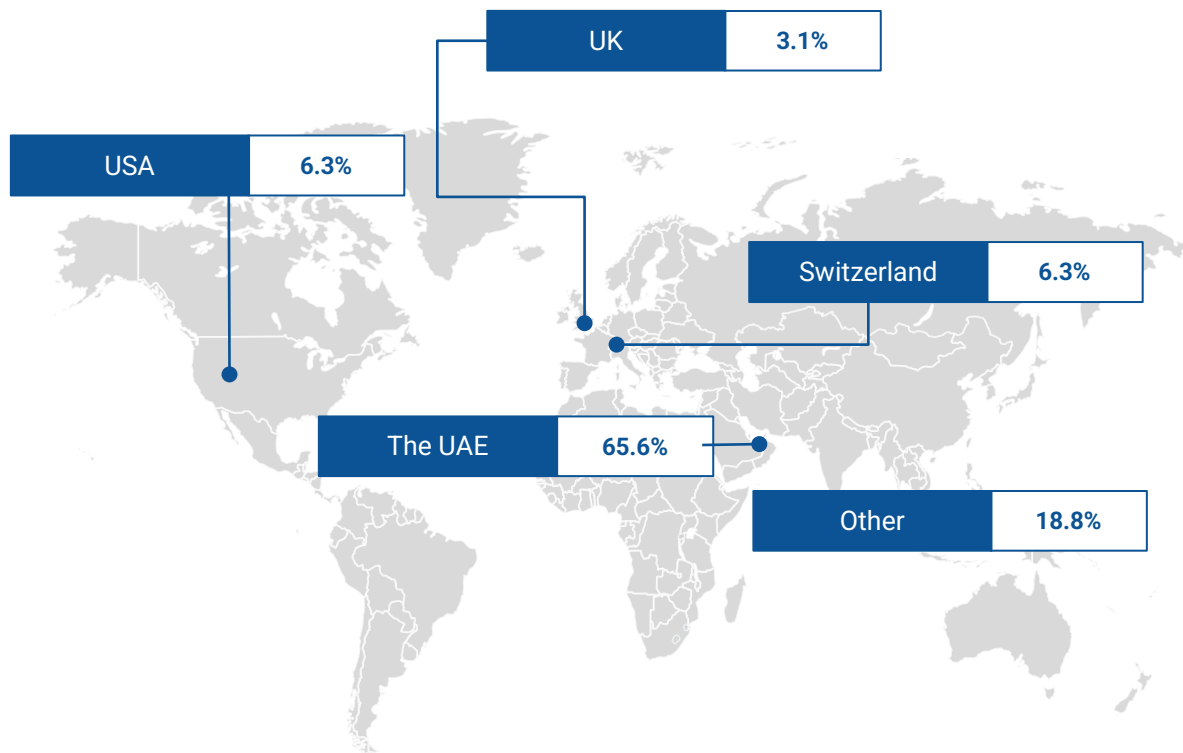 UK 3.1%
USA 6.3%
Switzerland 6.3%
The UAE 65.6%
Other 18.8%